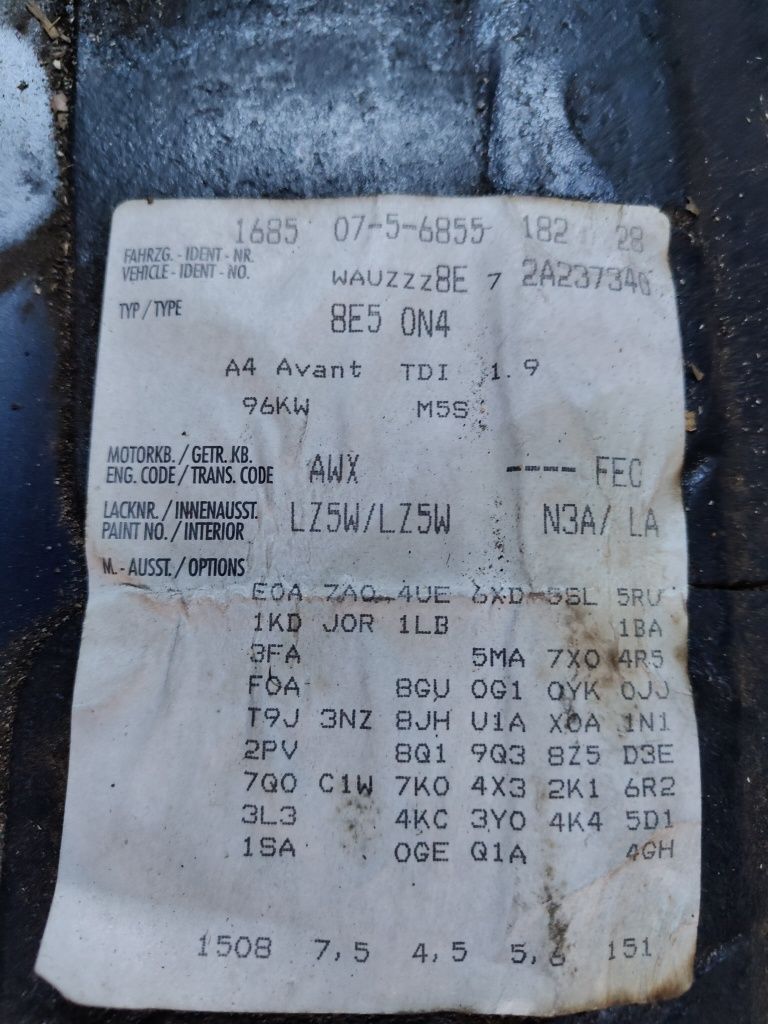 1685 07-5-6855 182 28
FAHRZG. - IDENT - NR.
VEHICLE - IDENT - NO. WAUZZZ8E 7 2A237340
TYP / TYPE 8E5 0N4
A4 Avant TDI 1.9
96KW M5S
MOTORKB. / GETR. KB.
ENG. CODE / TRANS. CODE AWX ---- FEC
LACKNR. / INNENAUSST.
PAINT NO. / INTERIOR LZ5W/LZ5W N3A/ LA
M. - AUSST. / OPTIONS
E0A 7A0 4UE 6XD 5SL 5RU
1KD J0R 1LB 1BA
3FA 5MA 7X0 4R5
F0A 8GU 0G1 0YK 0JJ
T9J 3NZ 8JH U1A X0A 1N1
2PV 8Q1 9Q3 8Z5 D3E
7Q0 C1W 7K0 4X3 2K1 6R2
3L3 4KC 3Y0 4K4 5D1
1SA 0GE Q1A 4GH
1508 7,5 4,5 5,6 151